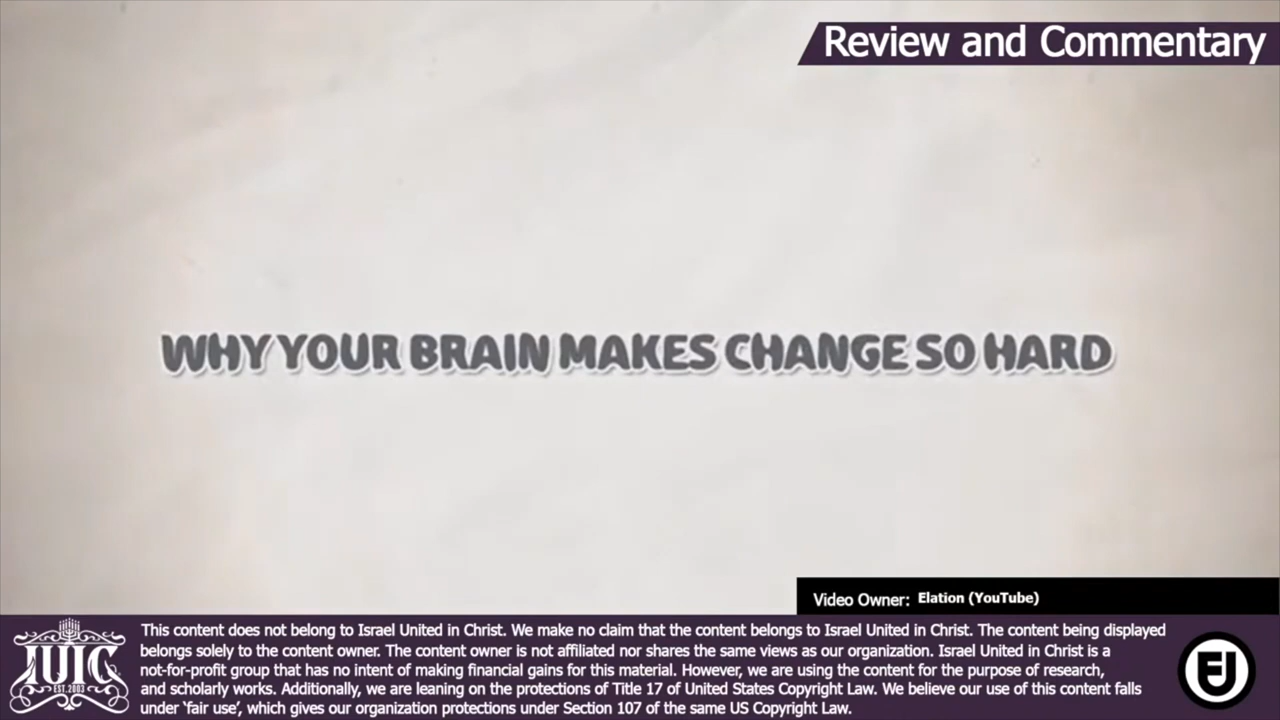 Review and Commentary
WHY YOUR BRAIN MAKES CHANGE SO HARD
Video Owner: Elation (YouTube)
This content does not belong to Israel United in Christ. We make no claim that the content belongs to Israel United in Christ. The content being displayed
belongs solely to the content owner. The content owner is not affiliated nor shares the same views as our organization. Israel United in Christ is a
not-for-profit group that has no intent of making financial gains for this material. However, we are using the content for the purpose of research,
and scholarly works. Additionally, we are leaning on the protections of Title 17 of United States Copyright Law. We believe our use of this content falls
under ‘fair use’, which gives our organization protections under Section 107 of the same US Copyright Law.
IUIC
EST.2003